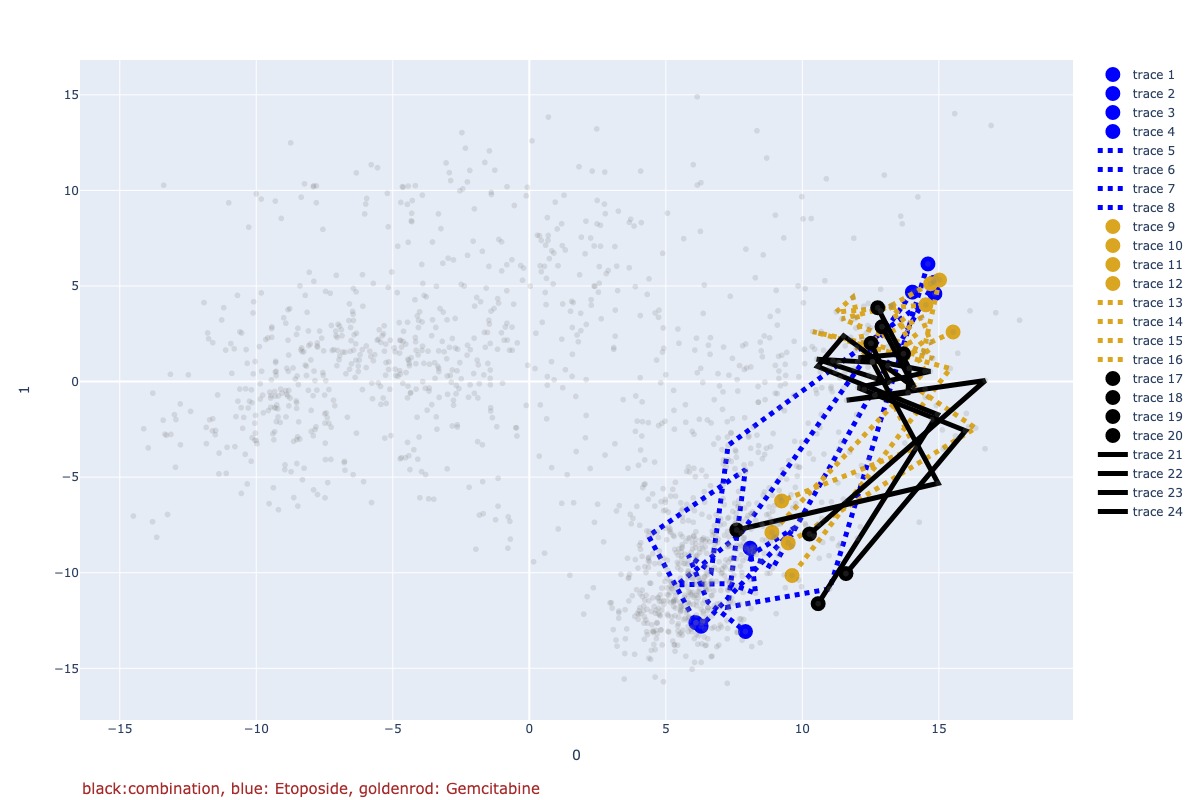 15
10
5
0
−5
−10
−15
−15
−10
−5
0
5
10
15
0
1
trace 1
trace 2
trace 3
trace 4
trace 5
trace 6
trace 7
trace 8
trace 9
trace 10
trace 11
trace 12
trace 13
trace 14
trace 15
trace 16
trace 17
trace 18
trace 19
trace 20
trace 21
trace 22
trace 23
trace 24
black:combination, blue: Etoposide, goldenrod: Gemcitabine